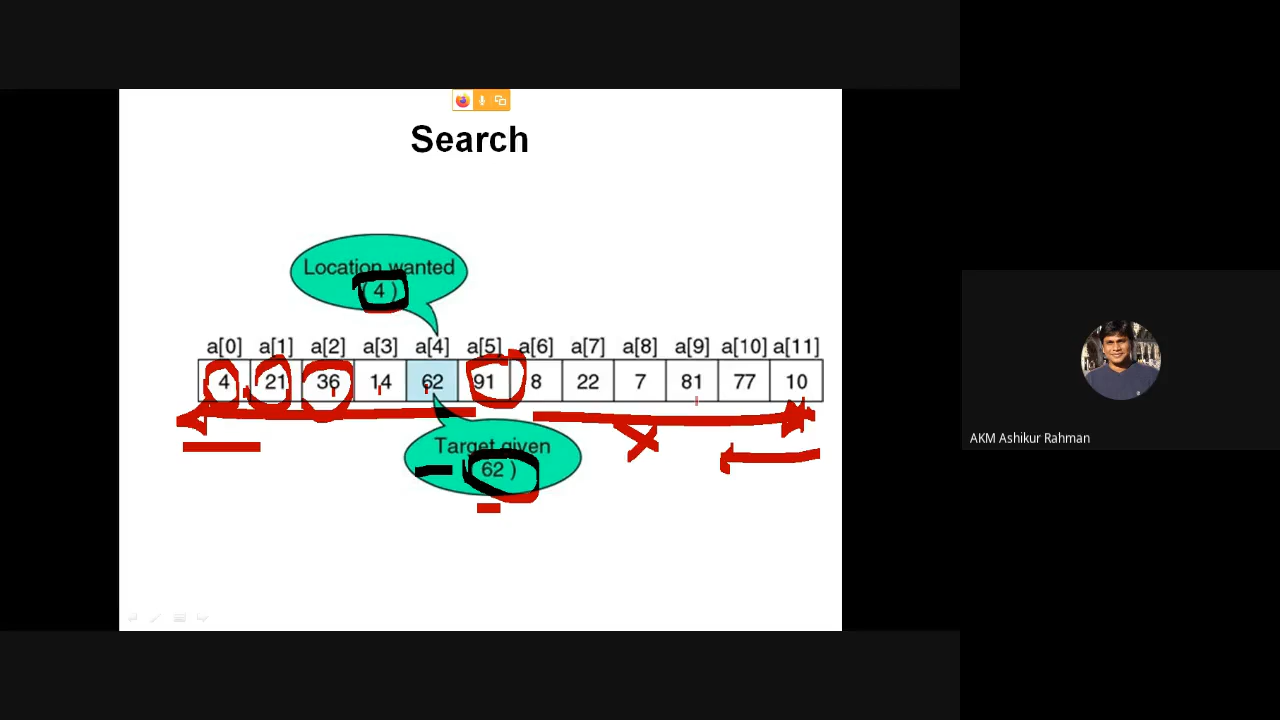 Search
Location wanted
( 4 )
a[0] a[1] a[2] a[3] a[4] a[5] a[6] a[7] a[8] a[9] a[10] a[11]
4 21 36 14 62 91 8 22 7 81 77 10
Target given
62 )
AKM Ashikur Rahman